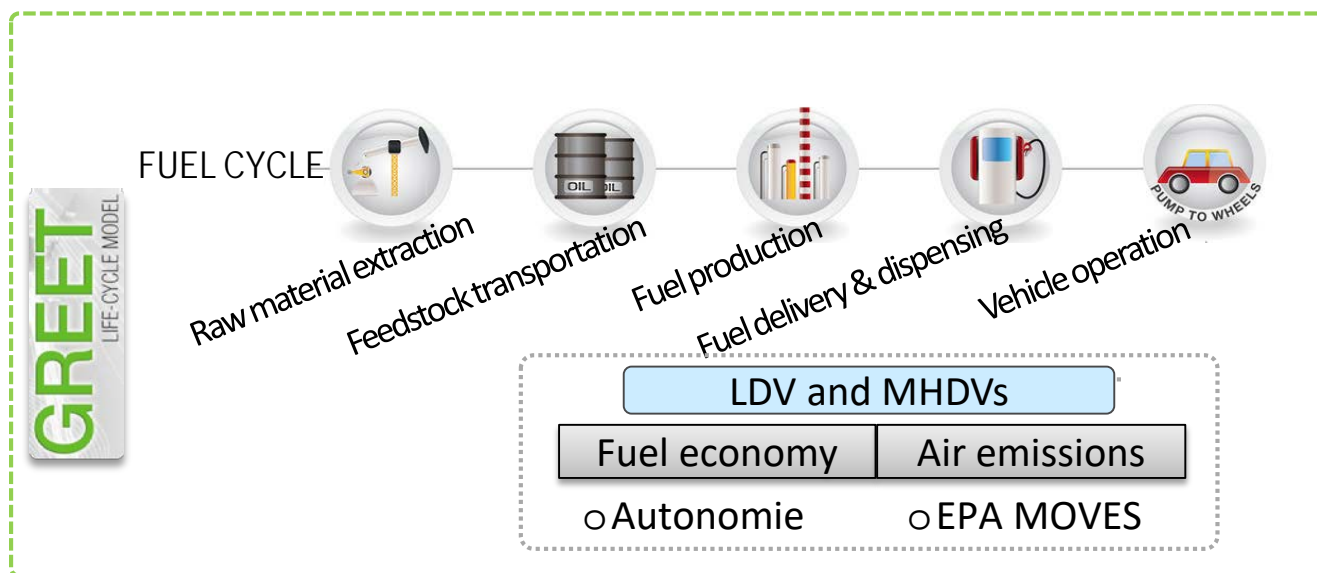 FUEL CYCLE
OIL OIL
PUMP TO WHEELS
Raw material extraction
Feedstock transportation
Fuel production
Fuel delivery & dispensing
Vehicle operation
GREET
LIFE-CYCLE MODEL
LDV and MHDVs
Fuel economy Air emissions
o Autonomie o EPA MOVES